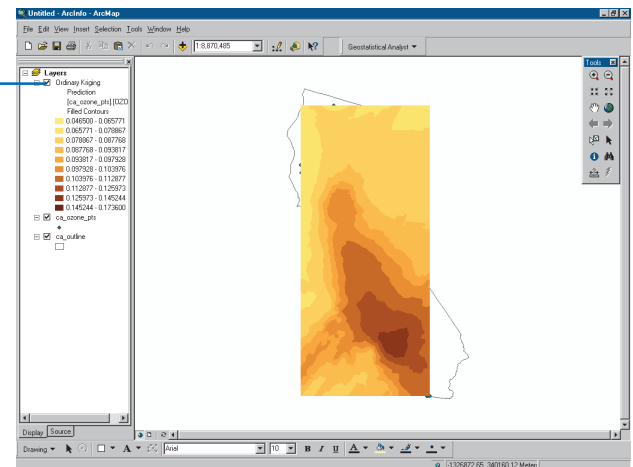 Untitled - ArcInfo - ArcMap
File Edit View Insert Selection Tools Window Help
1:8,870,485
Geostatistical Analyst
Tools
Layers
Ordinary Kriging
Prediction
[ca_ozone_pts].[OZO
Filled Contours
0.046500 - 0.065771
0.065771 - 0.078867
0.078867 - 0.087768
0.087768 - 0.093817
0.093817 - 0.097928
0.097928 - 0.103976
0.103976 - 0.112877
0.112877 - 0.125973
0.125973 - 0.145244
0.145244 - 0.173600
ca_ozone_pts
ca_outline
Display Source
Drawing A Arial 10 B I U A
-1326872.65 340160.12 Meters